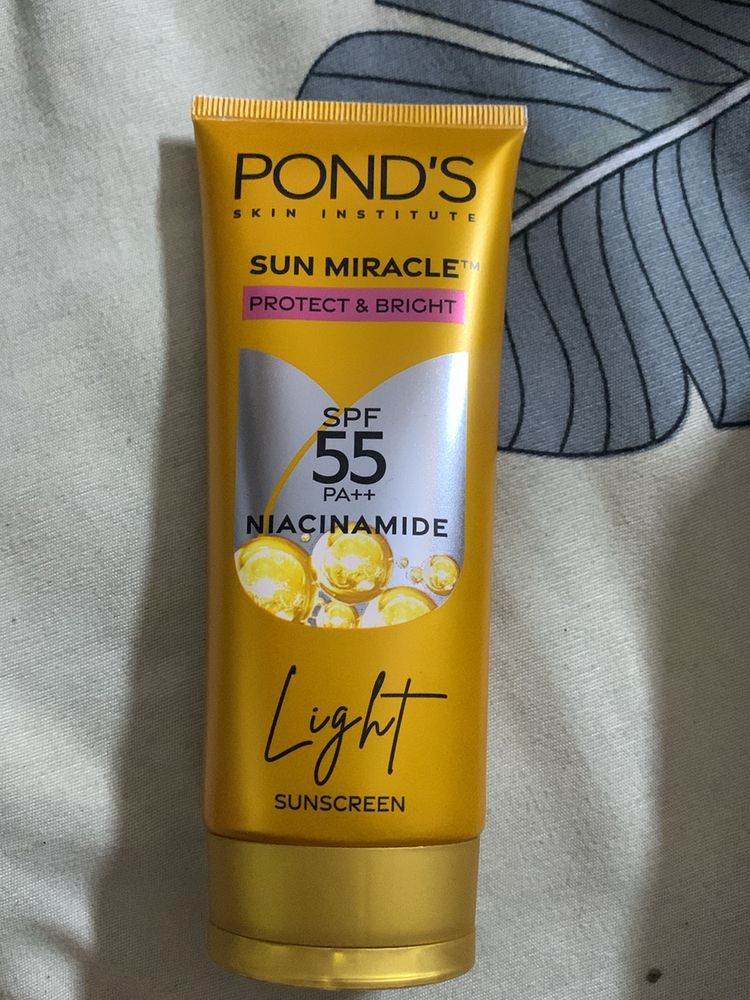 POND'S
SKIN INSTITUTE
SUN MIRACLE™
PROTECT & BRIGHT
SPF
55
PA++
NIACINAMIDE
Light
SUNSCREEN